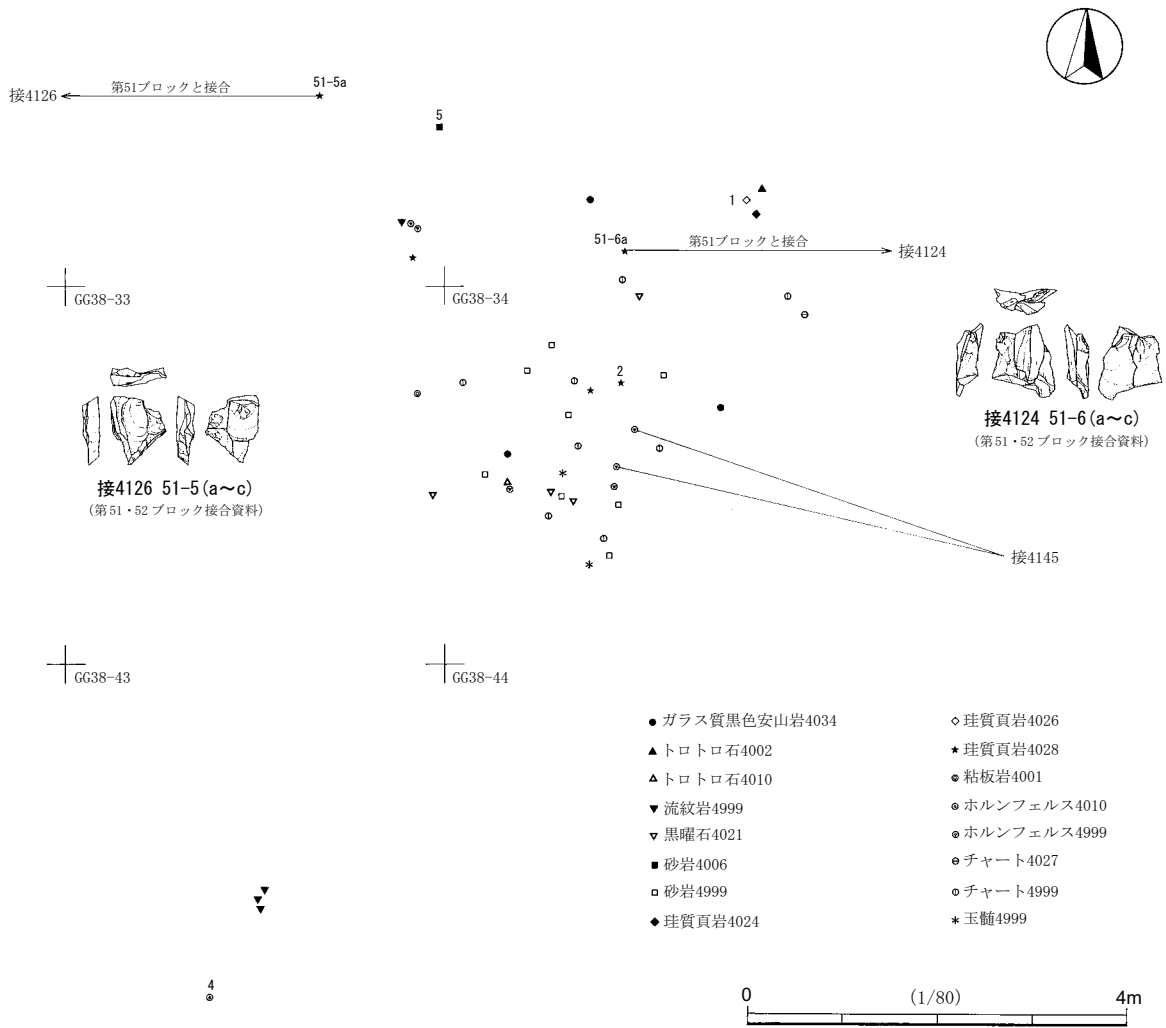 51-5a
第51ブロックと接合
接4126
5
1
51-6a
第51ブロックと接合
接4124
GG38-33
GG38-34
2
接4124 51-6(a～c)
(第51・52ブロック接合資料)
接4126 51-5(a～c)
(第51・52ブロック接合資料)
接4145
GG38-43
GG38-44
ガラス質黒色安山岩4034
トロトロ石4002
トロトロ石4010
流紋岩4999
黒曜石4021
砂岩4006
砂岩4999
珪質頁岩4024
珪質頁岩4026
珪質頁岩4028
粘板岩4001
ホルンフェルス4010
ホルンフェルス4999
チャート4027
チャート4999
玉髄4999
4
0 (1/80) 4m